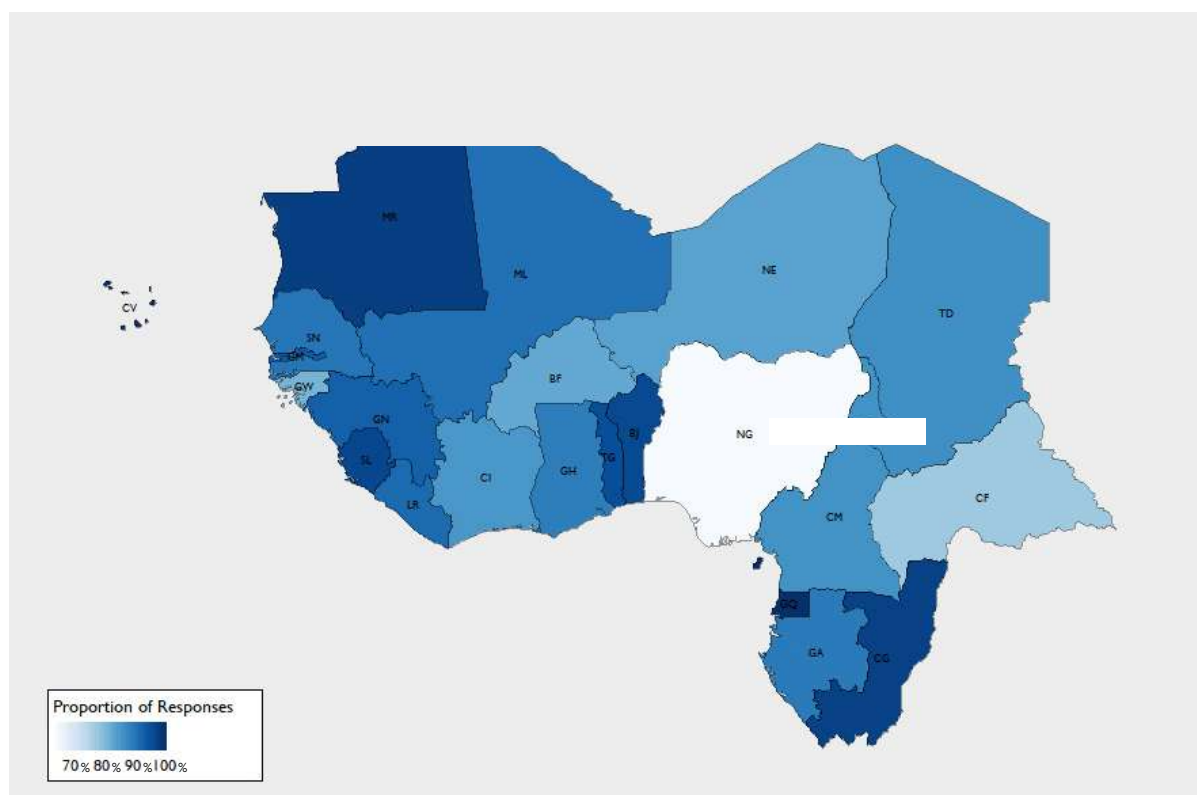 MR
ML
NE
CV
TD
SN
GM
GW
BF
GN
BJ
NG
SL
TG
GH
CI
CF
LR
CM
GQ
GA
CG
Proportion of Responses
70% 80% 90%100%